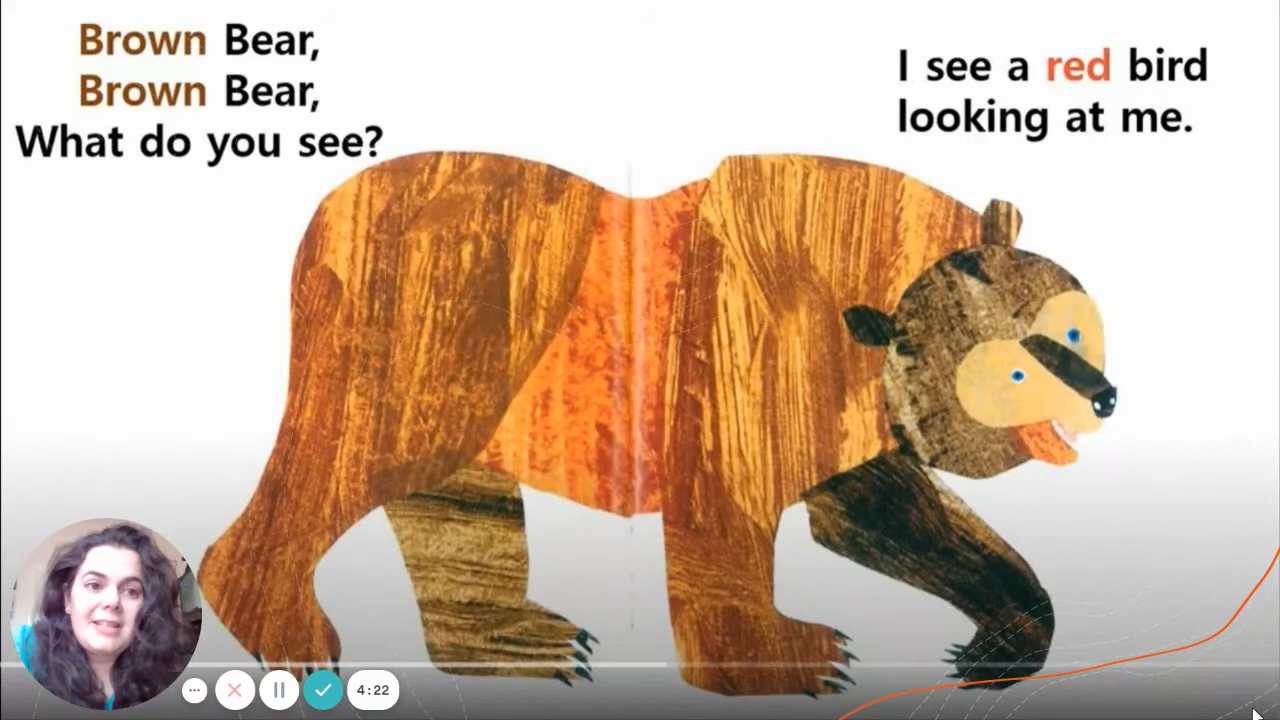 Brown Bear,
Brown Bear,
What do you see?
I see a red bird
looking at me.
4:22